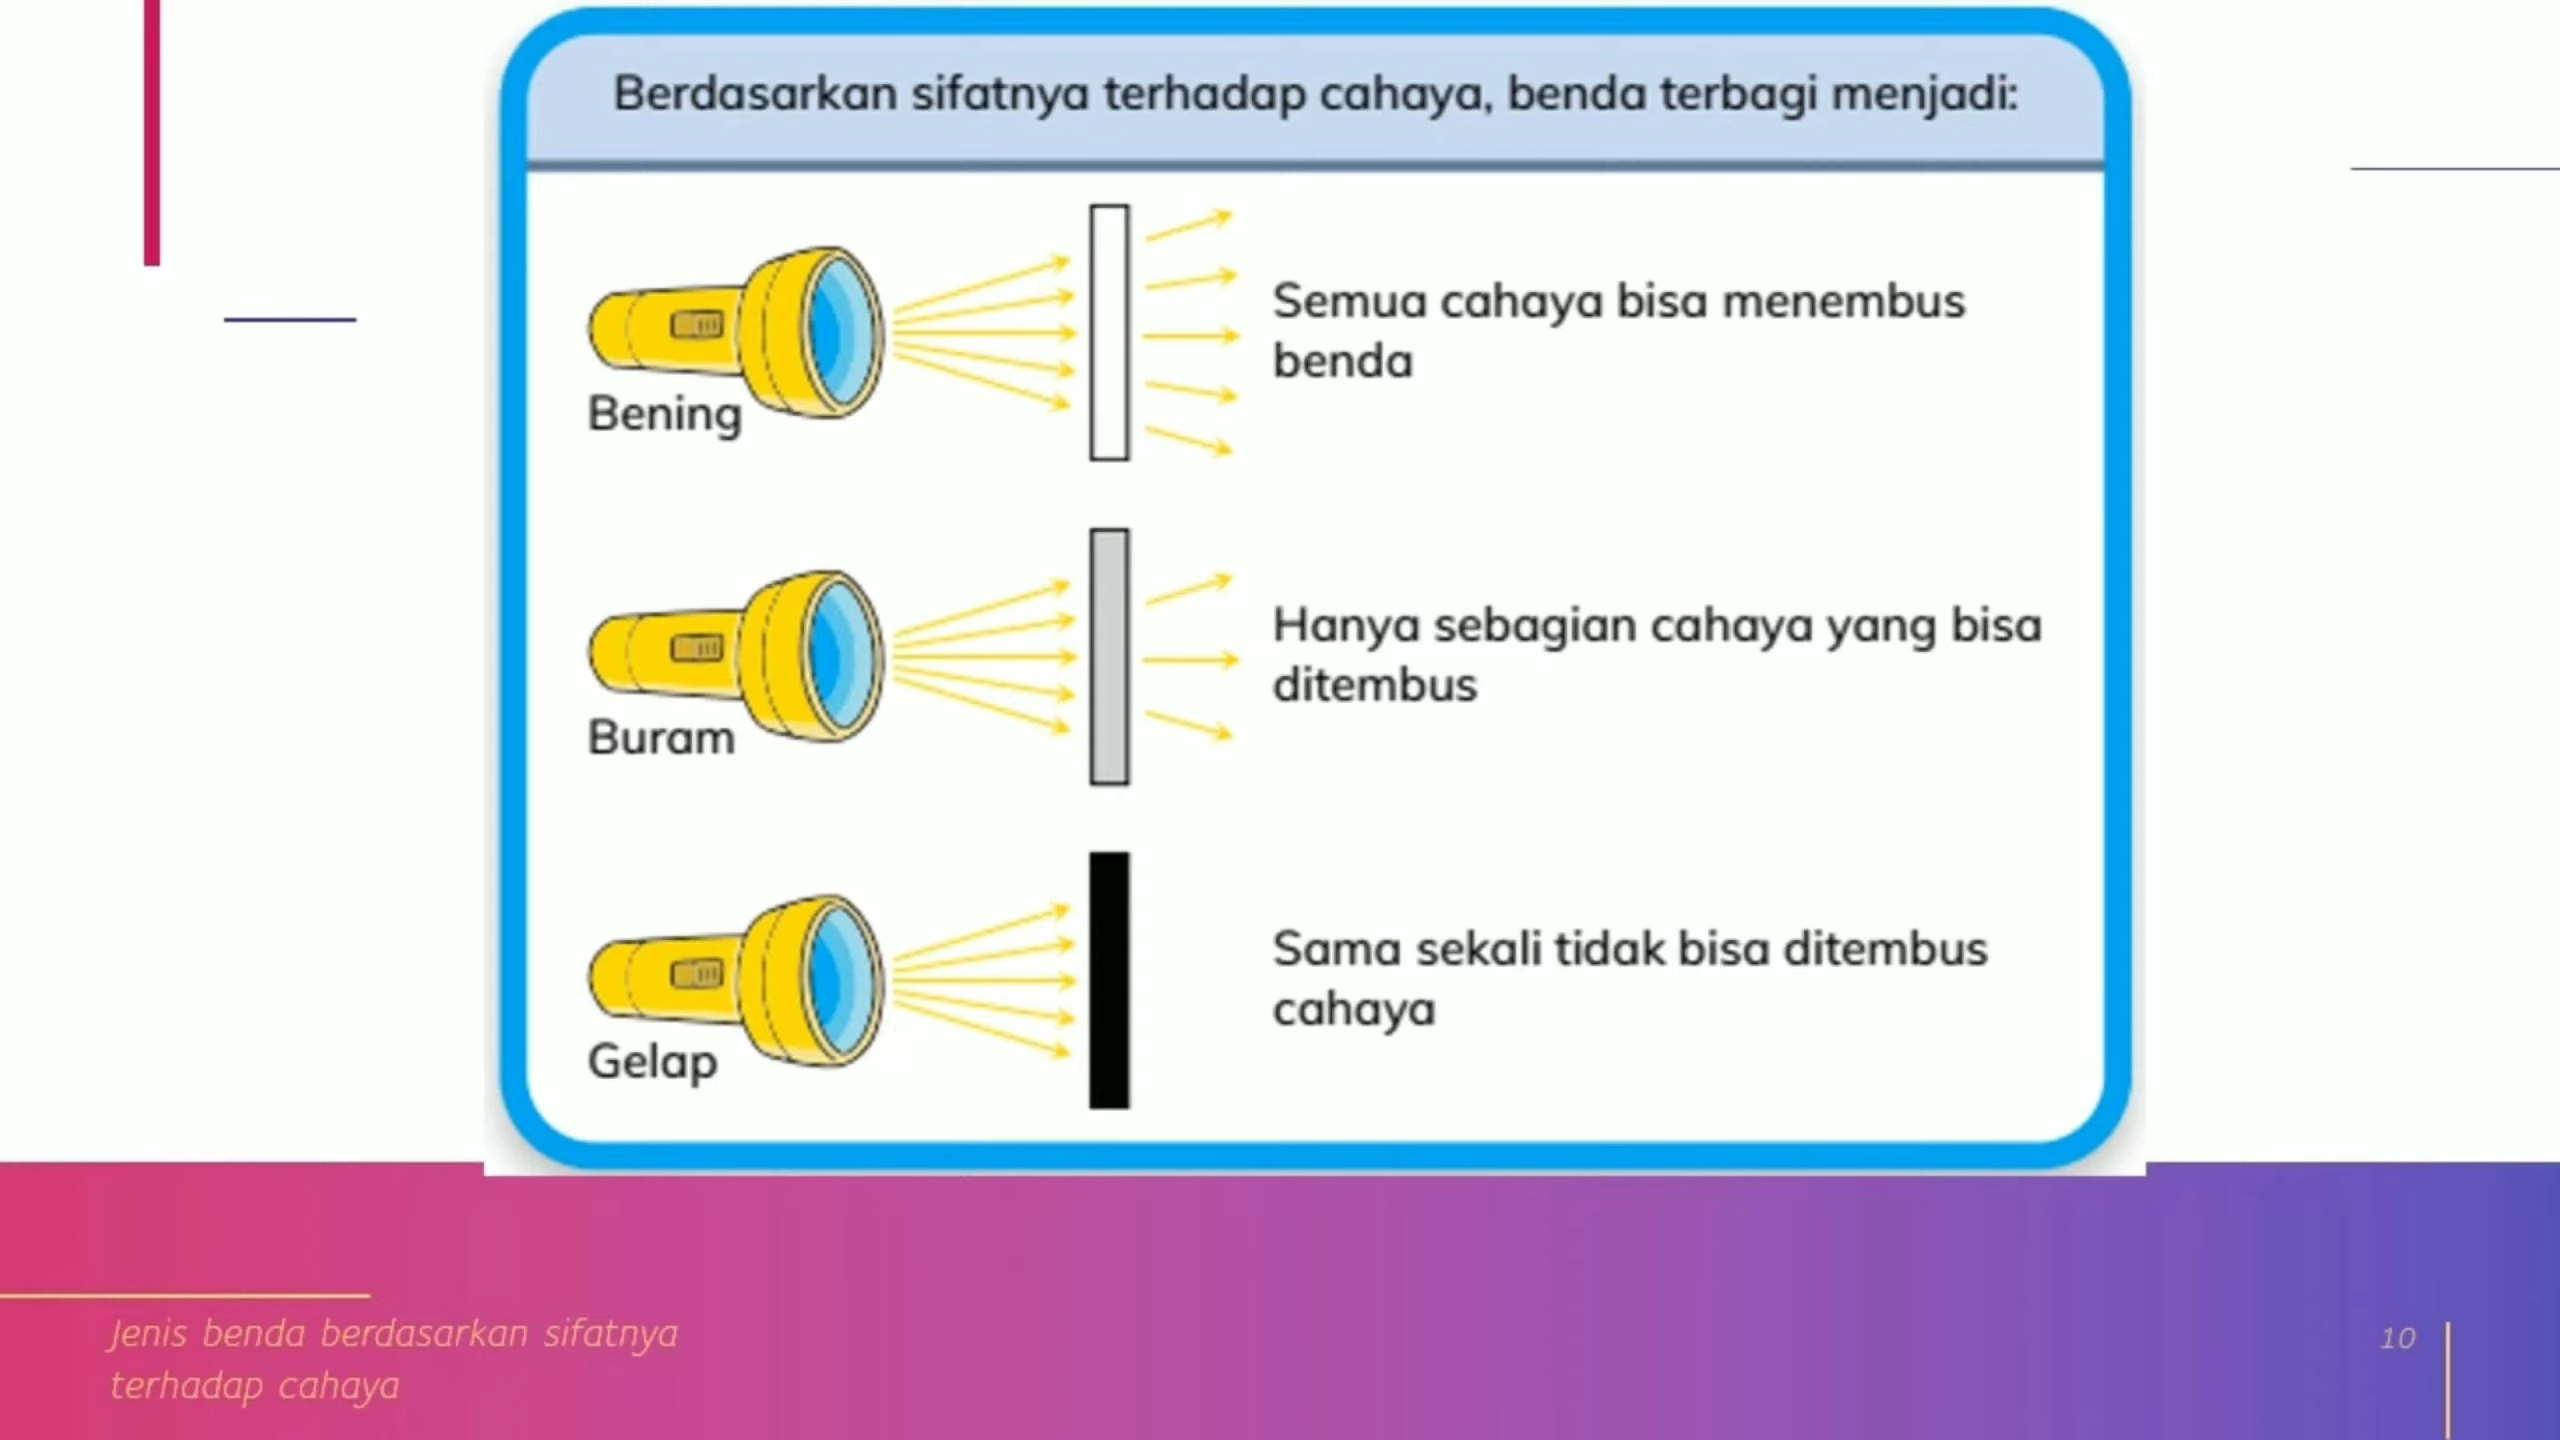 Berdasarkan sifatnya terhadap cahaya, benda terbagi menjadi:
Bening
Semua cahaya bisa menembus
benda
Buram
Hanya sebagian cahaya yang bisa
ditembus
Gelap
Sama sekali tidak bisa ditembus
cahaya
Jenis benda berdasarkan sifatnya
terhadap cahaya
10